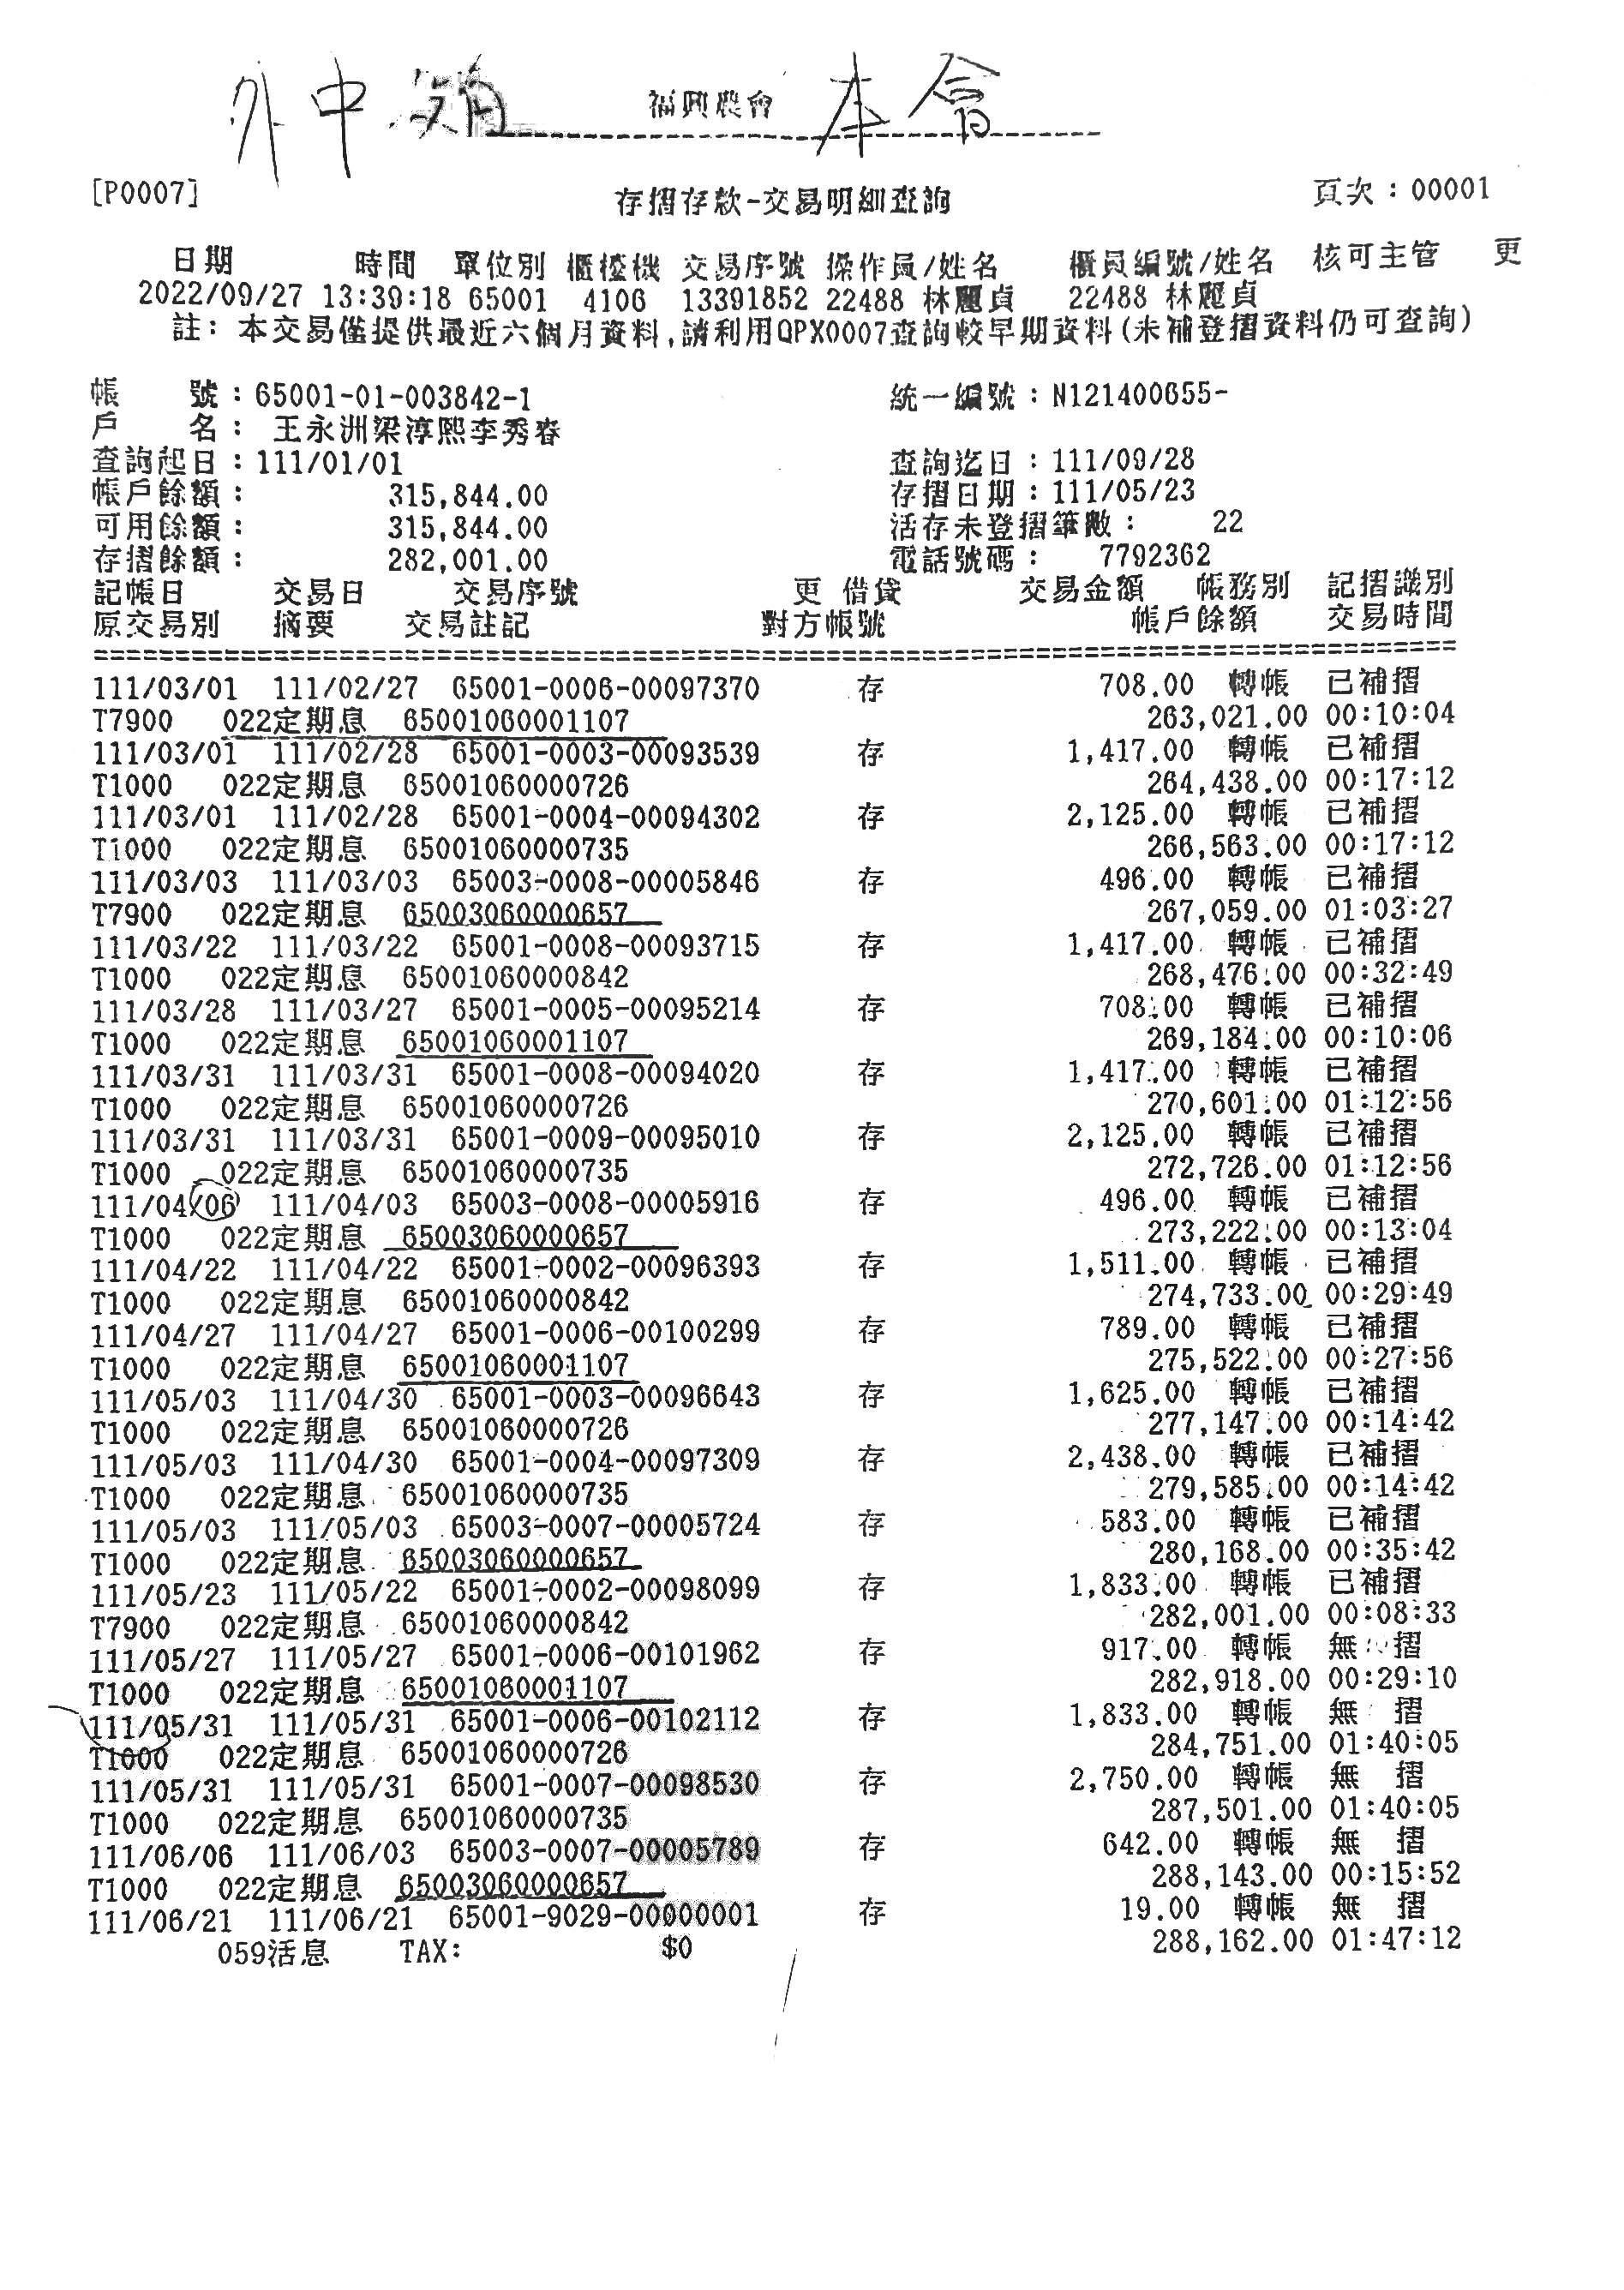 外中 本會
福興農會
[P0007] 存摺存款-交易明細查詢 頁次：00001
日期 時間 單位別 櫃檯機 交易序號 操作員/姓名 櫃員編號/姓名 核可主管 更
2022/09/27 13:39:18 65001 4106 13391852 22488 林麗貞 22488 林麗貞
註：本交易僅提供最近六個月資料,請利用QPX0007查詢較早期資料(未補登摺資料仍可查詢)
帳 號：65001-01-003842-1 統一編號：N121400655-
戶 名： 王永洲梁淳熙李秀春
查詢起日：111/01/01 查詢迄日：111/09/28
帳戶餘額： 315,844.00 存摺日期：111/05/23
可用餘額： 315,844.00 活存未登摺筆數： 22
存摺餘額： 282,001.00 電話號碼： 7792362
記帳日 交易日 交易序號 更 借貸 交易金額 帳務別 記摺識別
原交易別 摘要 交易註記 對方帳號 帳戶餘額 交易時間
111/03/01 111/02/27 65001-0006-00097370 存 708.00 轉帳 已補摺
T7900 022定期息 65001060001107 263,021.00 00:10:04
111/03/01 111/02/28 65001-0003-00093539 存 1,417.00 轉帳 已補摺
T1000 022定期息 65001060000726 264,438.00 00:17:12
111/03/01 111/02/28 65001-0004-00094302 存 2,125.00 轉帳 已補摺
T1000 022定期息 65001060000735 266,563.00 00:17:12
111/03/03 111/03/03 65003-0008-00005846 存 496.00 轉帳 已補摺
T7900 022定期息 65003060000657 267,059.00 01:03:27
111/03/22 111/03/22 65001-0008-00093715 存 1,417.00 轉帳 已補摺
T1000 022定期息 65001060000842 268,476.00 00:32:49
111/03/28 111/03/27 65001-0005-00095214 存 708.00 轉帳 已補摺
T1000 022定期息 65001060001107 269,184.00 00:10:06
111/03/31 111/03/31 65001-0008-00094020 存 1,417.00 轉帳 已補摺
T1000 022定期息 65001060000726 270,601.00 01:12:56
111/03/31 111/03/31 65001-0009-00095010 存 2,125.00 轉帳 已補摺
T1000 022定期息 65001060000735 272,726.00 01:12:56
111/04/06 111/04/03 65003-0008-00005916 存 496.00 轉帳 已補摺
T1000 022定期息 65003060000657 273,222.00 00:13:04
111/04/22 111/04/22 65001-0002-00096393 存 1,511.00 轉帳 已補摺
T1000 022定期息 65001060000842 274,733.00 00:29:49
111/04/27 111/04/27 65001-0006-00100299 存 789.00 轉帳 已補摺
T1000 022定期息 65001060001107 275,522.00 00:27:56
111/05/03 111/04/30 65001-0003-00096643 存 1,625.00 轉帳 已補摺
T1000 022定期息 65001060000726 277,147.00 00:14:42
111/05/03 111/04/30 65001-0004-00097309 存 2,438.00 轉帳 已補摺
T1000 022定期息 65001060000735 279,585.00 00:14:42
111/05/03 111/05/03 65003-0007-00005724 存 583.00 轉帳 已補摺
T1000 022定期息 65003060000657 280,168.00 00:35:42
111/05/23 111/05/22 65001-0002-00098099 存 1,833.00 轉帳 已補摺
T7900 022定期息 65001060000842 282,001.00 00:08:33
111/05/27 111/05/27 65001-0006-00101962 存 917.00 轉帳 無 摺
T1000 022定期息 65001060001107 282,918.00 00:29:10
111/05/31 111/05/31 65001-0006-00102112 存 1,833.00 轉帳 無 摺
T1000 022定期息 65001060000726 284,751.00 01:40:05
111/05/31 111/05/31 65001-0007-00098530 存 2,750.00 轉帳 無 摺
T1000 022定期息 65001060000735 287,501.00 01:40:05
111/06/06 111/06/03 65003-0007-00005789 存 642.00 轉帳 無 摺
T1000 022定期息 65003060000657 288,143.00 00:15:52
111/06/21 111/06/21 65001-9029-00000001 存 19.00 轉帳 無 摺
059活息 TAX: $0 288,162.00 01:47:12